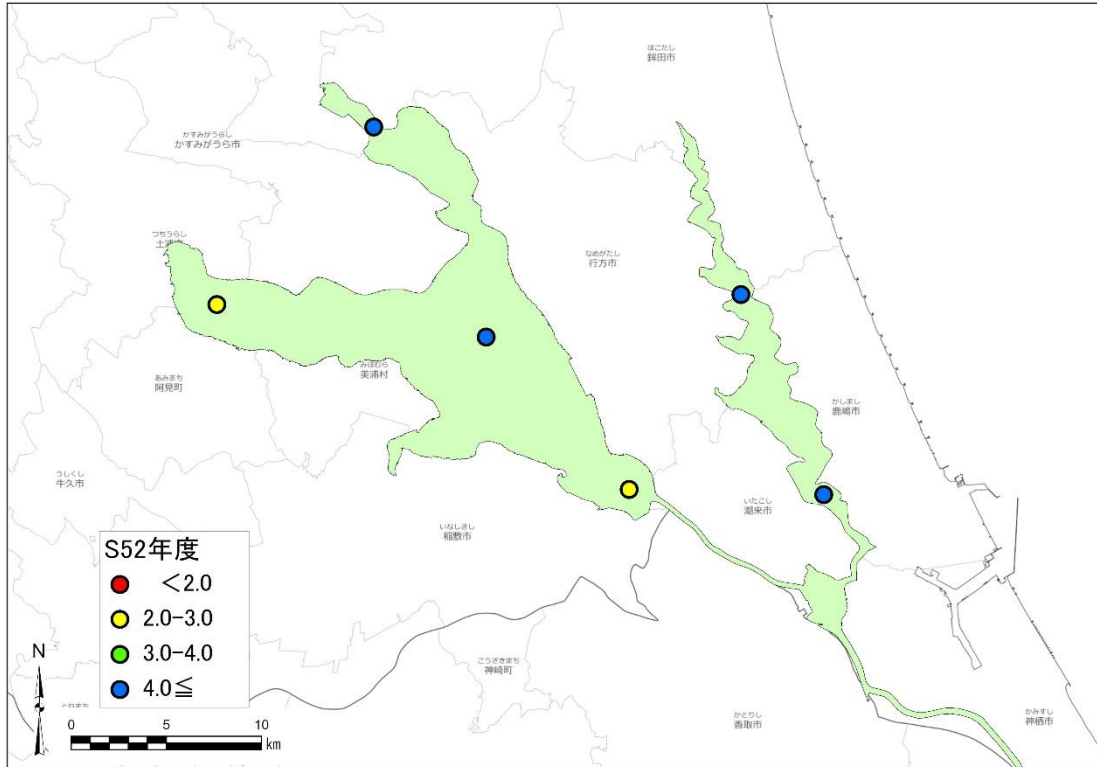 ほこたし
鉾田市
かすみがうらし
かすみがうら市
つちうらし
土浦市
なめがたし
行方市
みほむら
美浦村
あみまち
阿見町
かしまし
鹿嶋市
うしくし
牛久市
いたこし
潮来市
いなしきし
稲敷市
S52年度
＜2.0
2.0-3.0
3.0-4.0
4.0≦
N
こうざきまち
神崎町
とねまち
かとりし
香取市
かみすし
神栖市
0 5 10
km